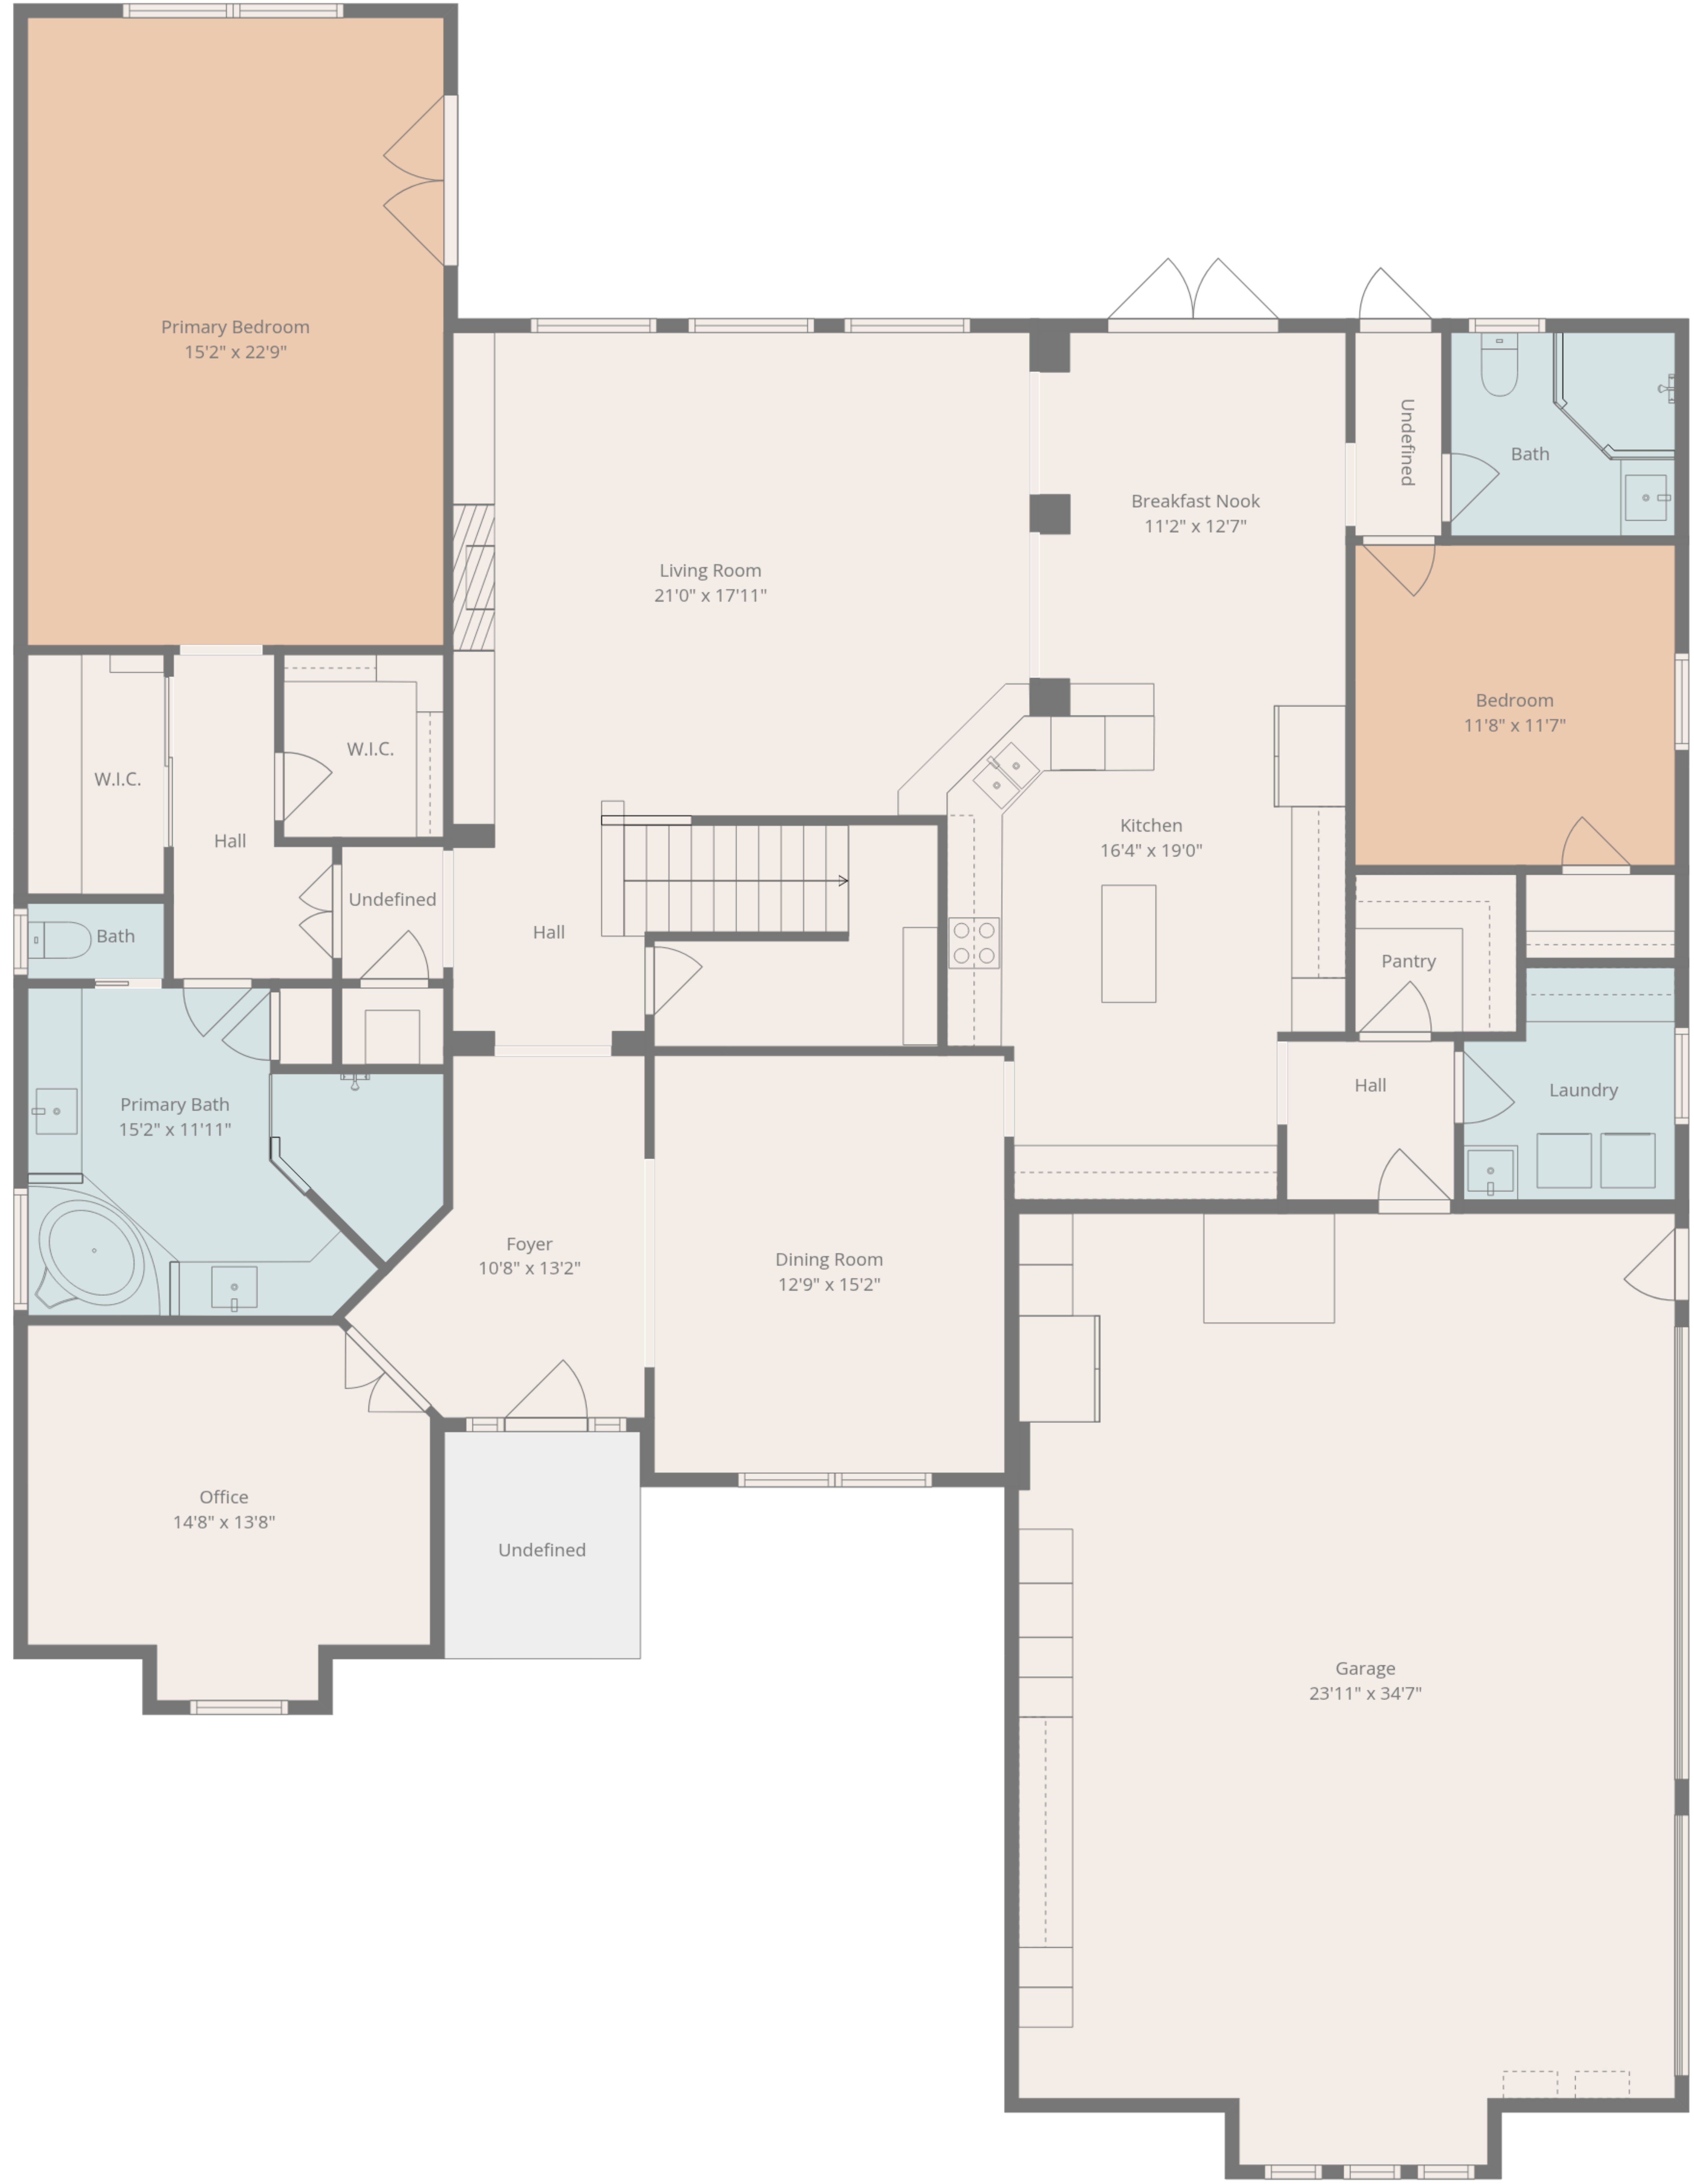 Primary Bedroom
15'2" x 22'9"
Undefined
Bath
Breakfast Nook
11'2" x 12'7"
Living Room
21'0" x 17'11"
Bedroom
11'8" x 11'7"
W.I.C.
W.I.C.
Hall
Kitchen
16'4" x 19'0"
Undefined
Bath
Hall
Pantry
Primary Bath
15'2" x 11'11"
Hall
Laundry
Foyer
10'8" x 13'2"
Dining Room
12'9" x 15'2"
Office
14'8" x 13'8"
Undefined
Garage
23'11" x 34'7"